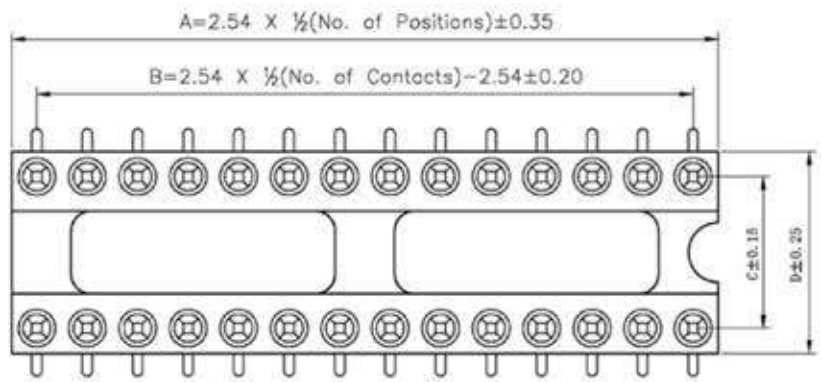 A=2.54 X ½(No. of Positions)±0.35
B=2.54 X ½(No. of Contacts)-2.54±0.20
C±0.15
D±0.25